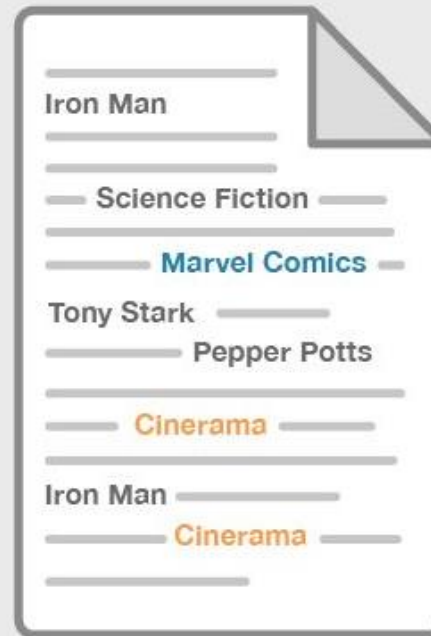 Iron Man
Science Fiction
Marvel Comics
Tony Stark
Pepper Potts
Cinerama
Iron Man
Cinerama